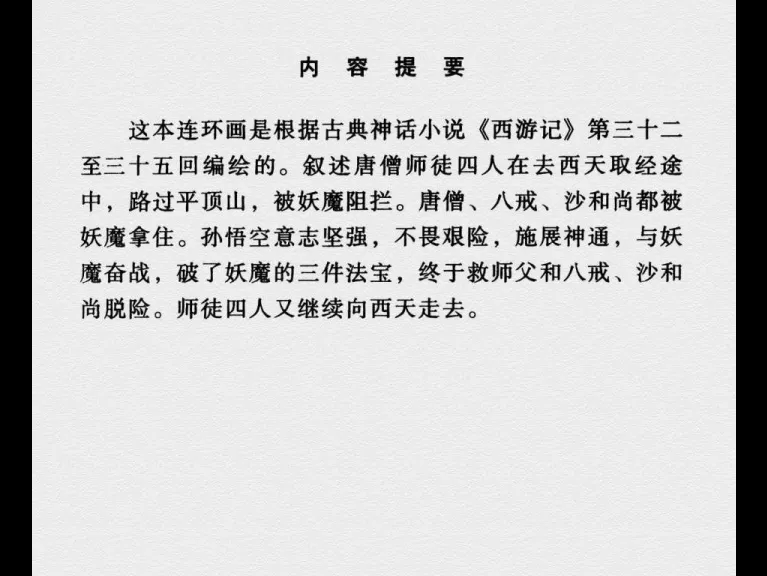 内容提要
这本连环画是根据古典神话小说《西游记》第三十二
至三十五回编绘的。叙述唐僧师徒四人在去西天取经途
中，路过平顶山，被妖魔阻拦。唐僧、八戒、沙和尚都被
妖魔拿住。孙悟空意志坚强，不畏艰险，施展神通，与妖
魔奋战，破了妖魔的三件法宝，终于救师父和八戒、沙和
尚脱险。师徒四人又继续向西天走去。